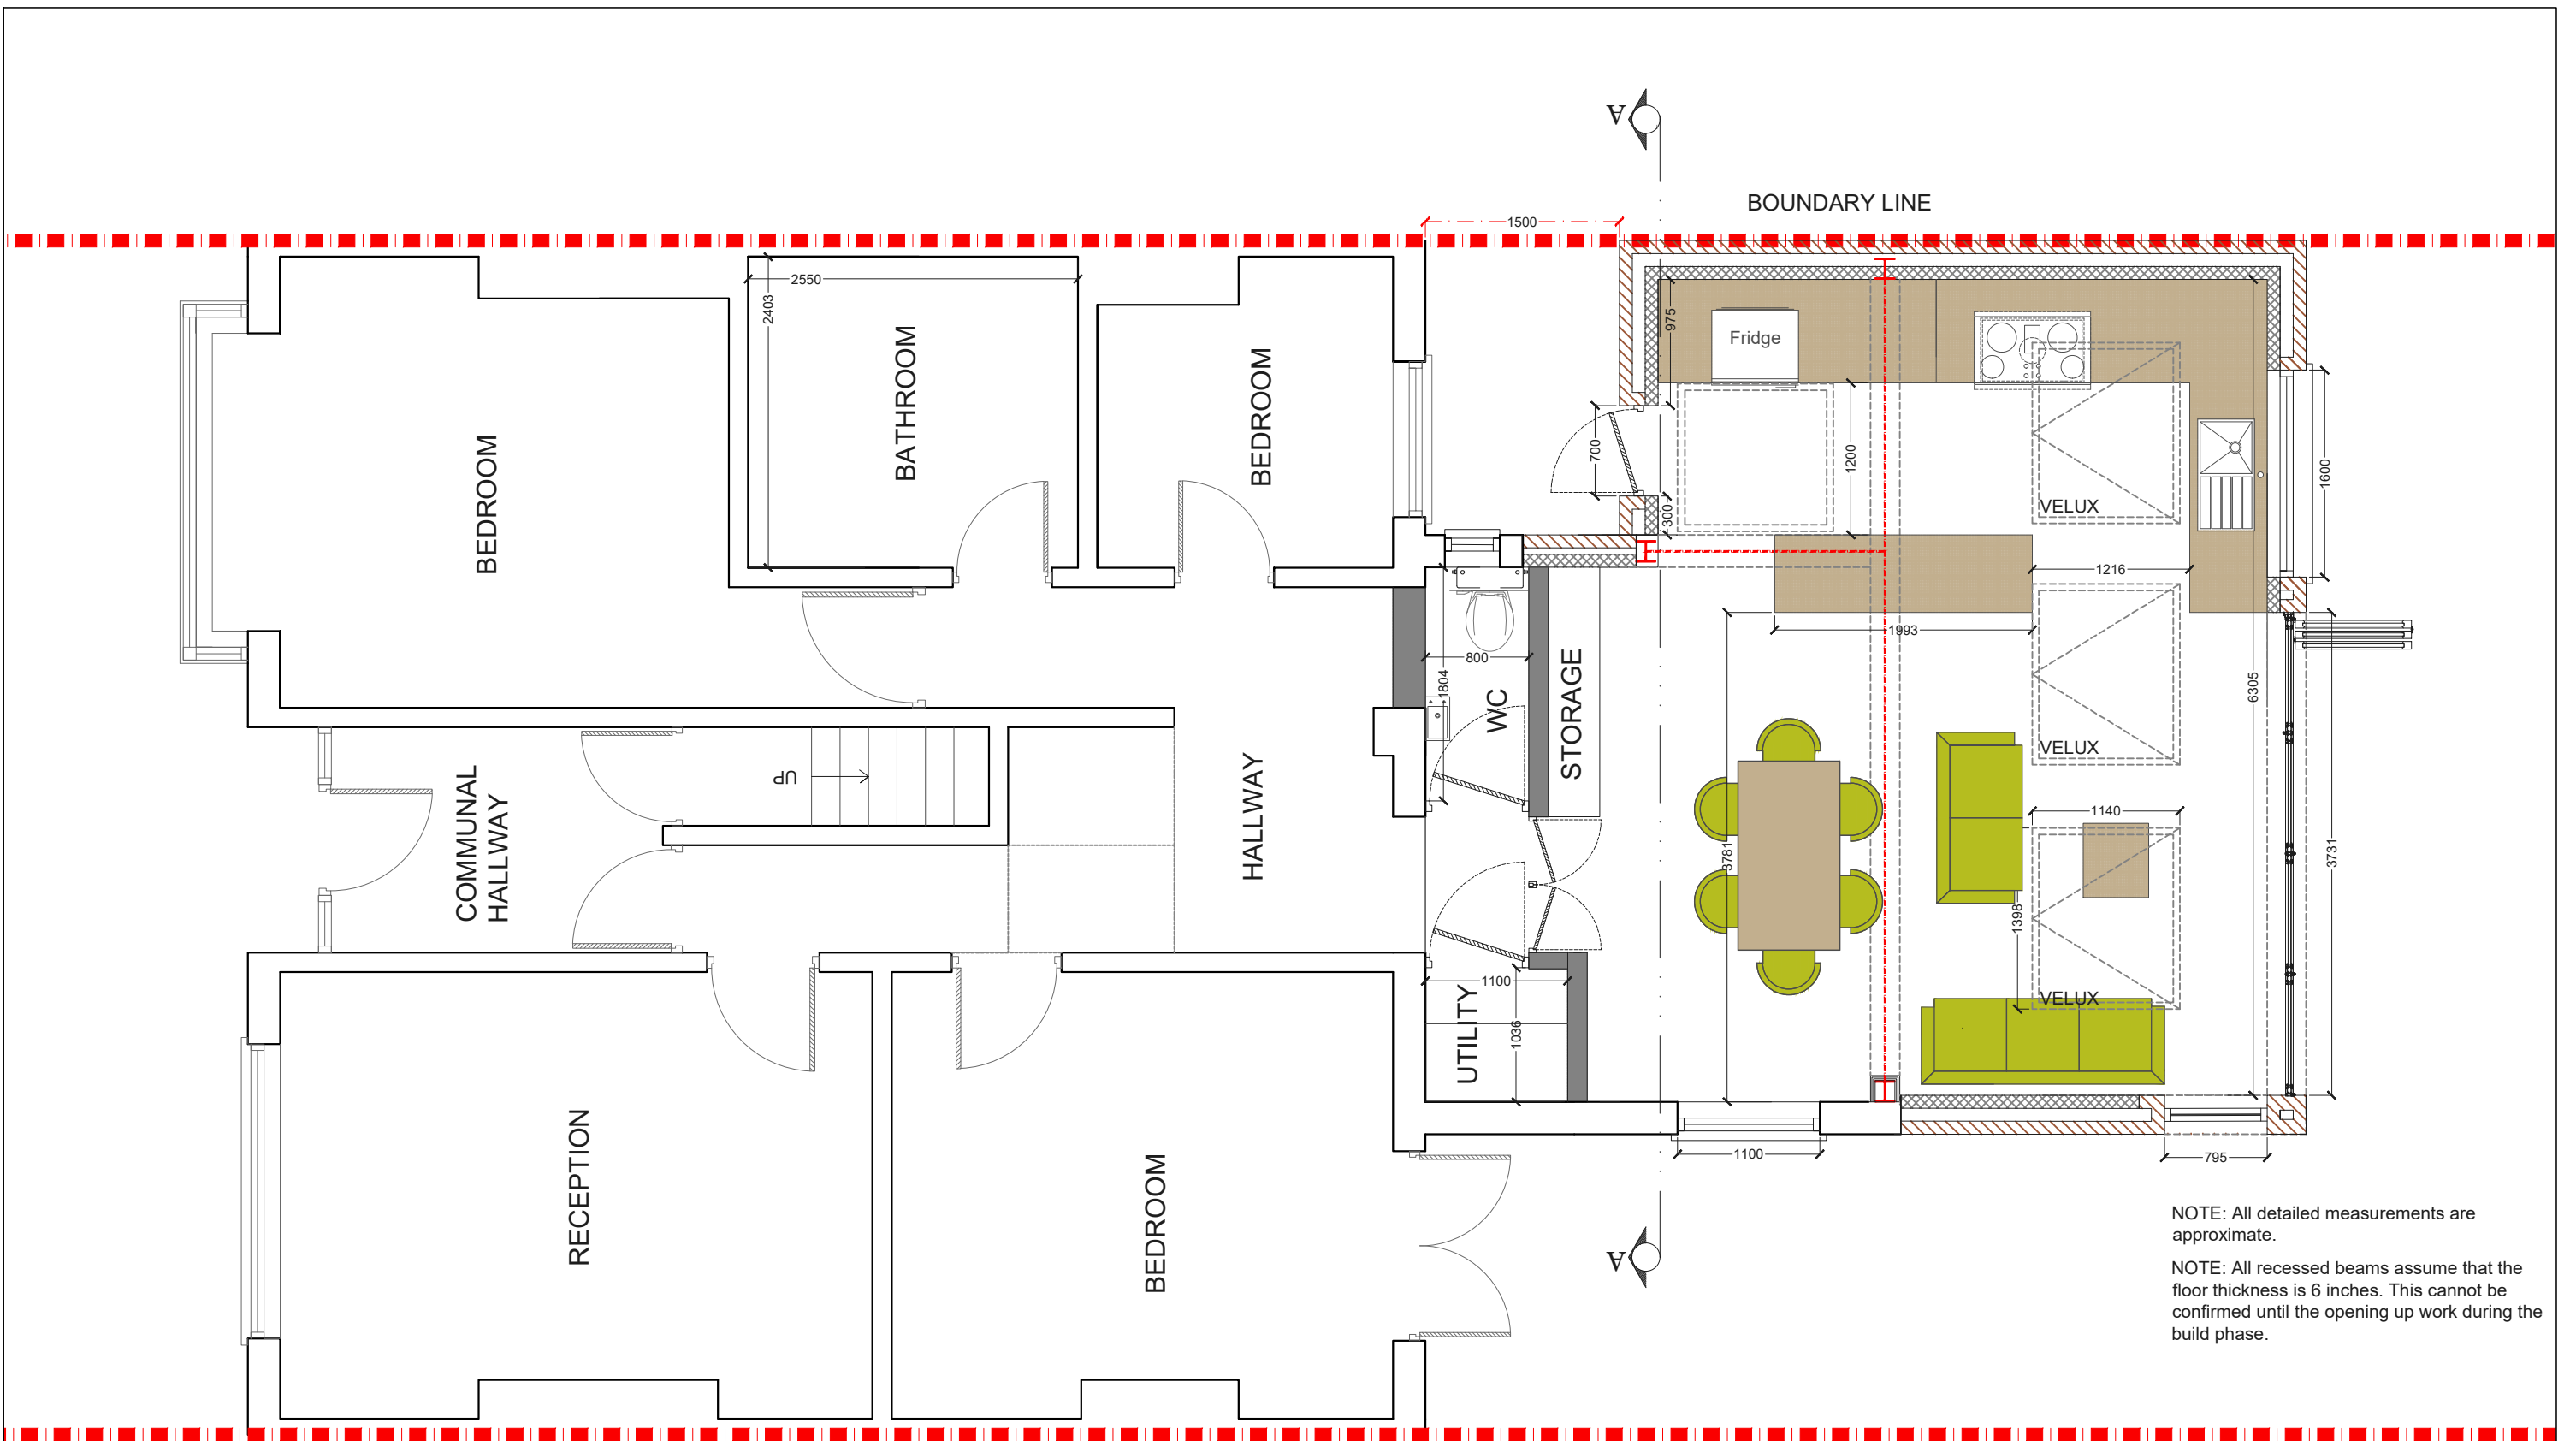 A
BOUNDARY LINE
1500
2550
2403
975
Fridge
BATHROOM
BEDROOM
BEDROOM
700
1200
1600
VELUX
300
1216
1993
800
1804
WC
STORAGE
6305
VELUX
UP
COMMUNAL
HALLWAY
HALLWAY
1140
3781
3731
1398
1100
UTILITY
1036
VELUX
RECEPTION
BEDROOM
1100
795
A
NOTE: All detailed measurements are
approximate.
NOTE: All recessed beams assume that the
floor thickness is 6 inches. This cannot be
confirmed until the opening up work during the
build phase.